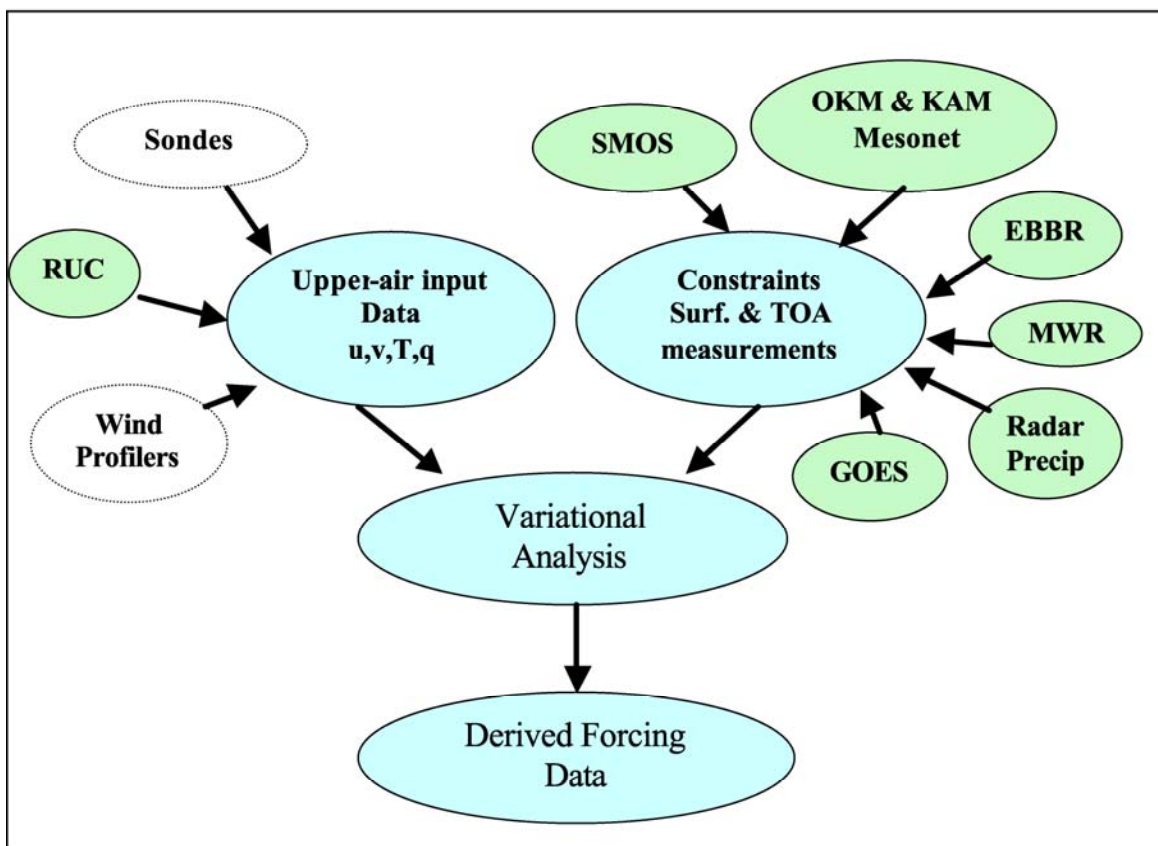 Sondes
RUC
Wind
Profilers
Upper-air input
Data
u,v,T,q
SMOS
OKM & KAM
Mesonet
EBBR
MWR
Radar
Precip
GOES
Constraints
Surf. & TOA
measurements
Variational
Analysis
Derived Forcing
Data